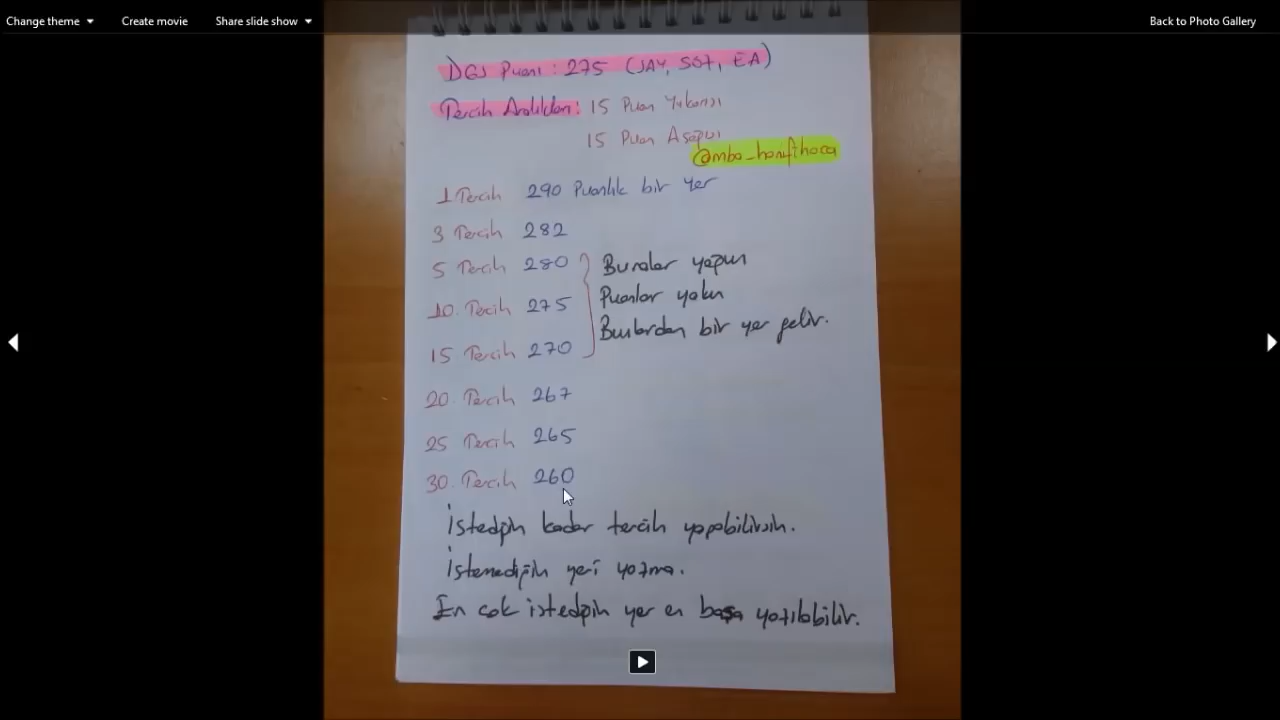 Change theme Create movie Share slide show Back to Photo Gallery
DGS Puanı : 275 (SAY, SÖZ, EA)
Tercih Aralıkları: 15 Puan Yukarısı
15 Puan Aşağısı
@mba_hanifhoca
1 Tercih 290 Puanlık bir yer
3 Tercih 282
5 Tercih 280 Buralar yapın
10. Tercih 275 Puanlar yakın
Bunlardan bir yer gelir.
15 Tercih 270
20. Tercih 267
25 Tercih 265
30. Tercih 260
İstediğin kadar tercih yapabilirsin.
İstemediğin yeri yazma.
En çok istediğin yer en başa yazılabilir.